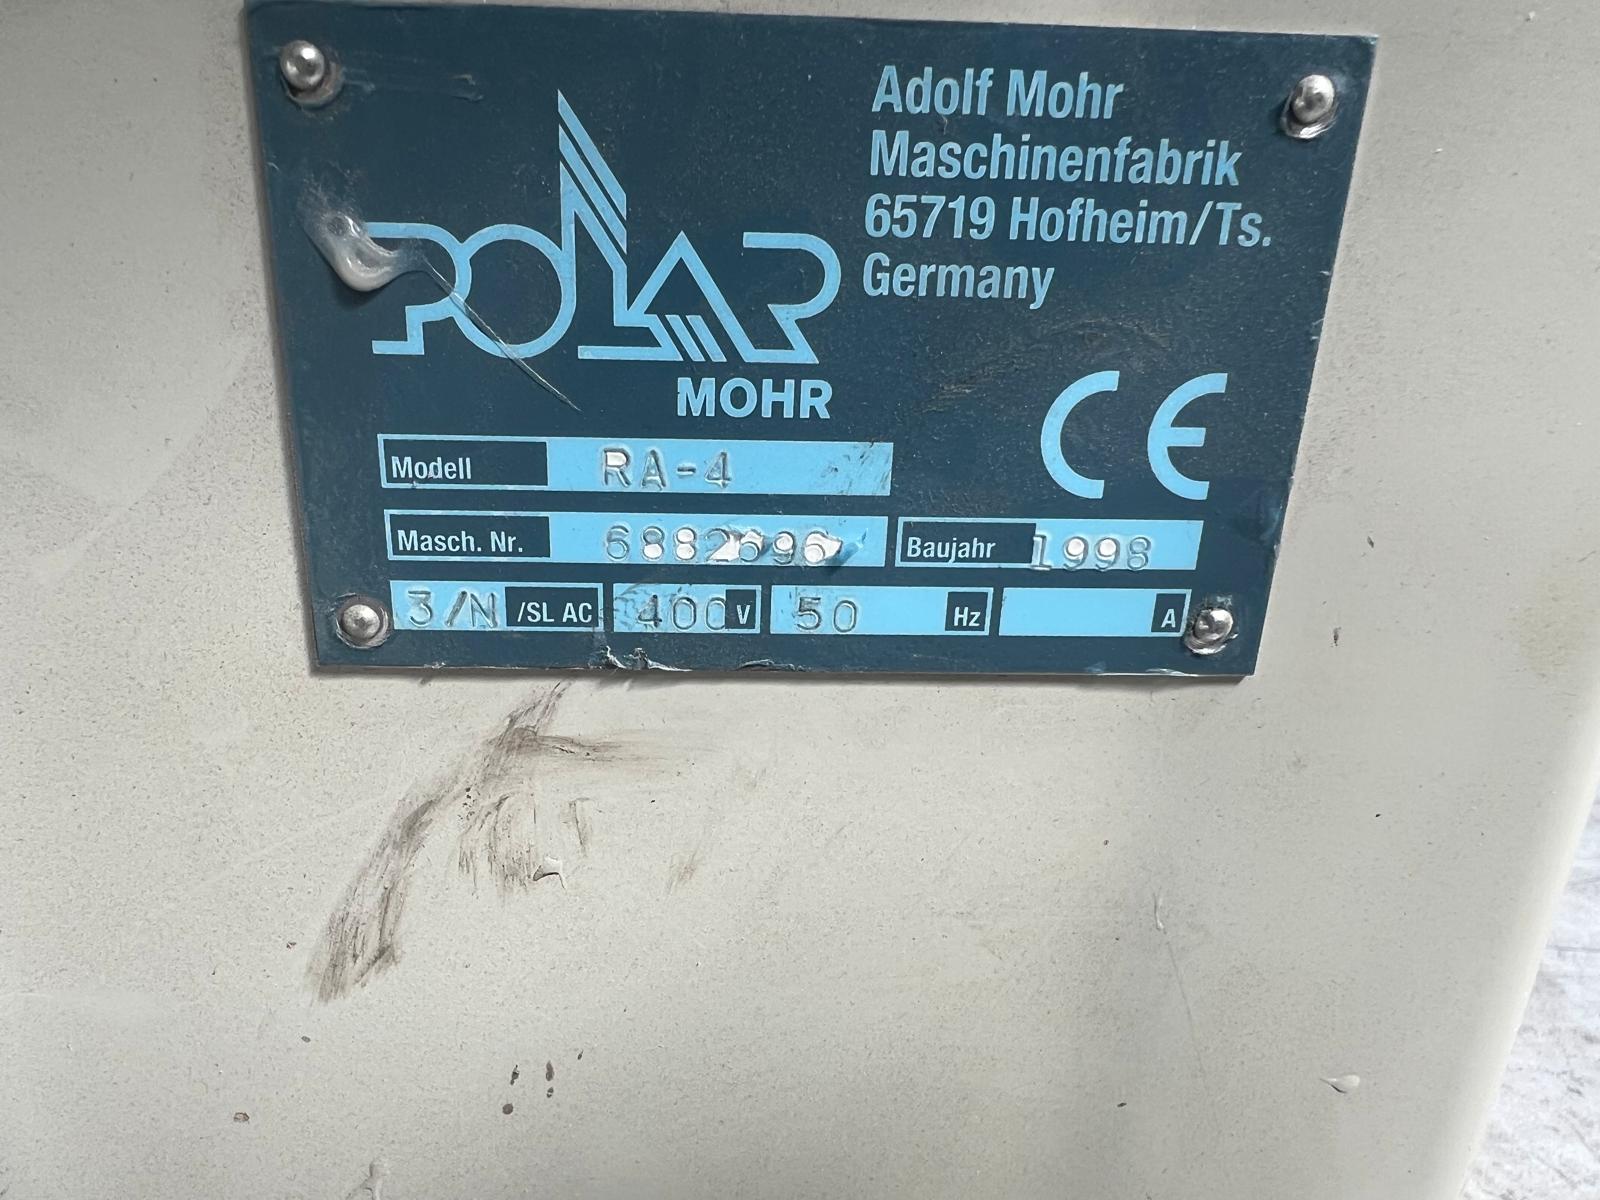 Adolf Mohr
Maschinenfabrik
65719 Hofheim/Ts.
Germany
POLAR
MOHR
CE
Modell RA-4
Masch. Nr. 6882696 Baujahr 1998
3/N /SL AC 400 V 50 Hz A